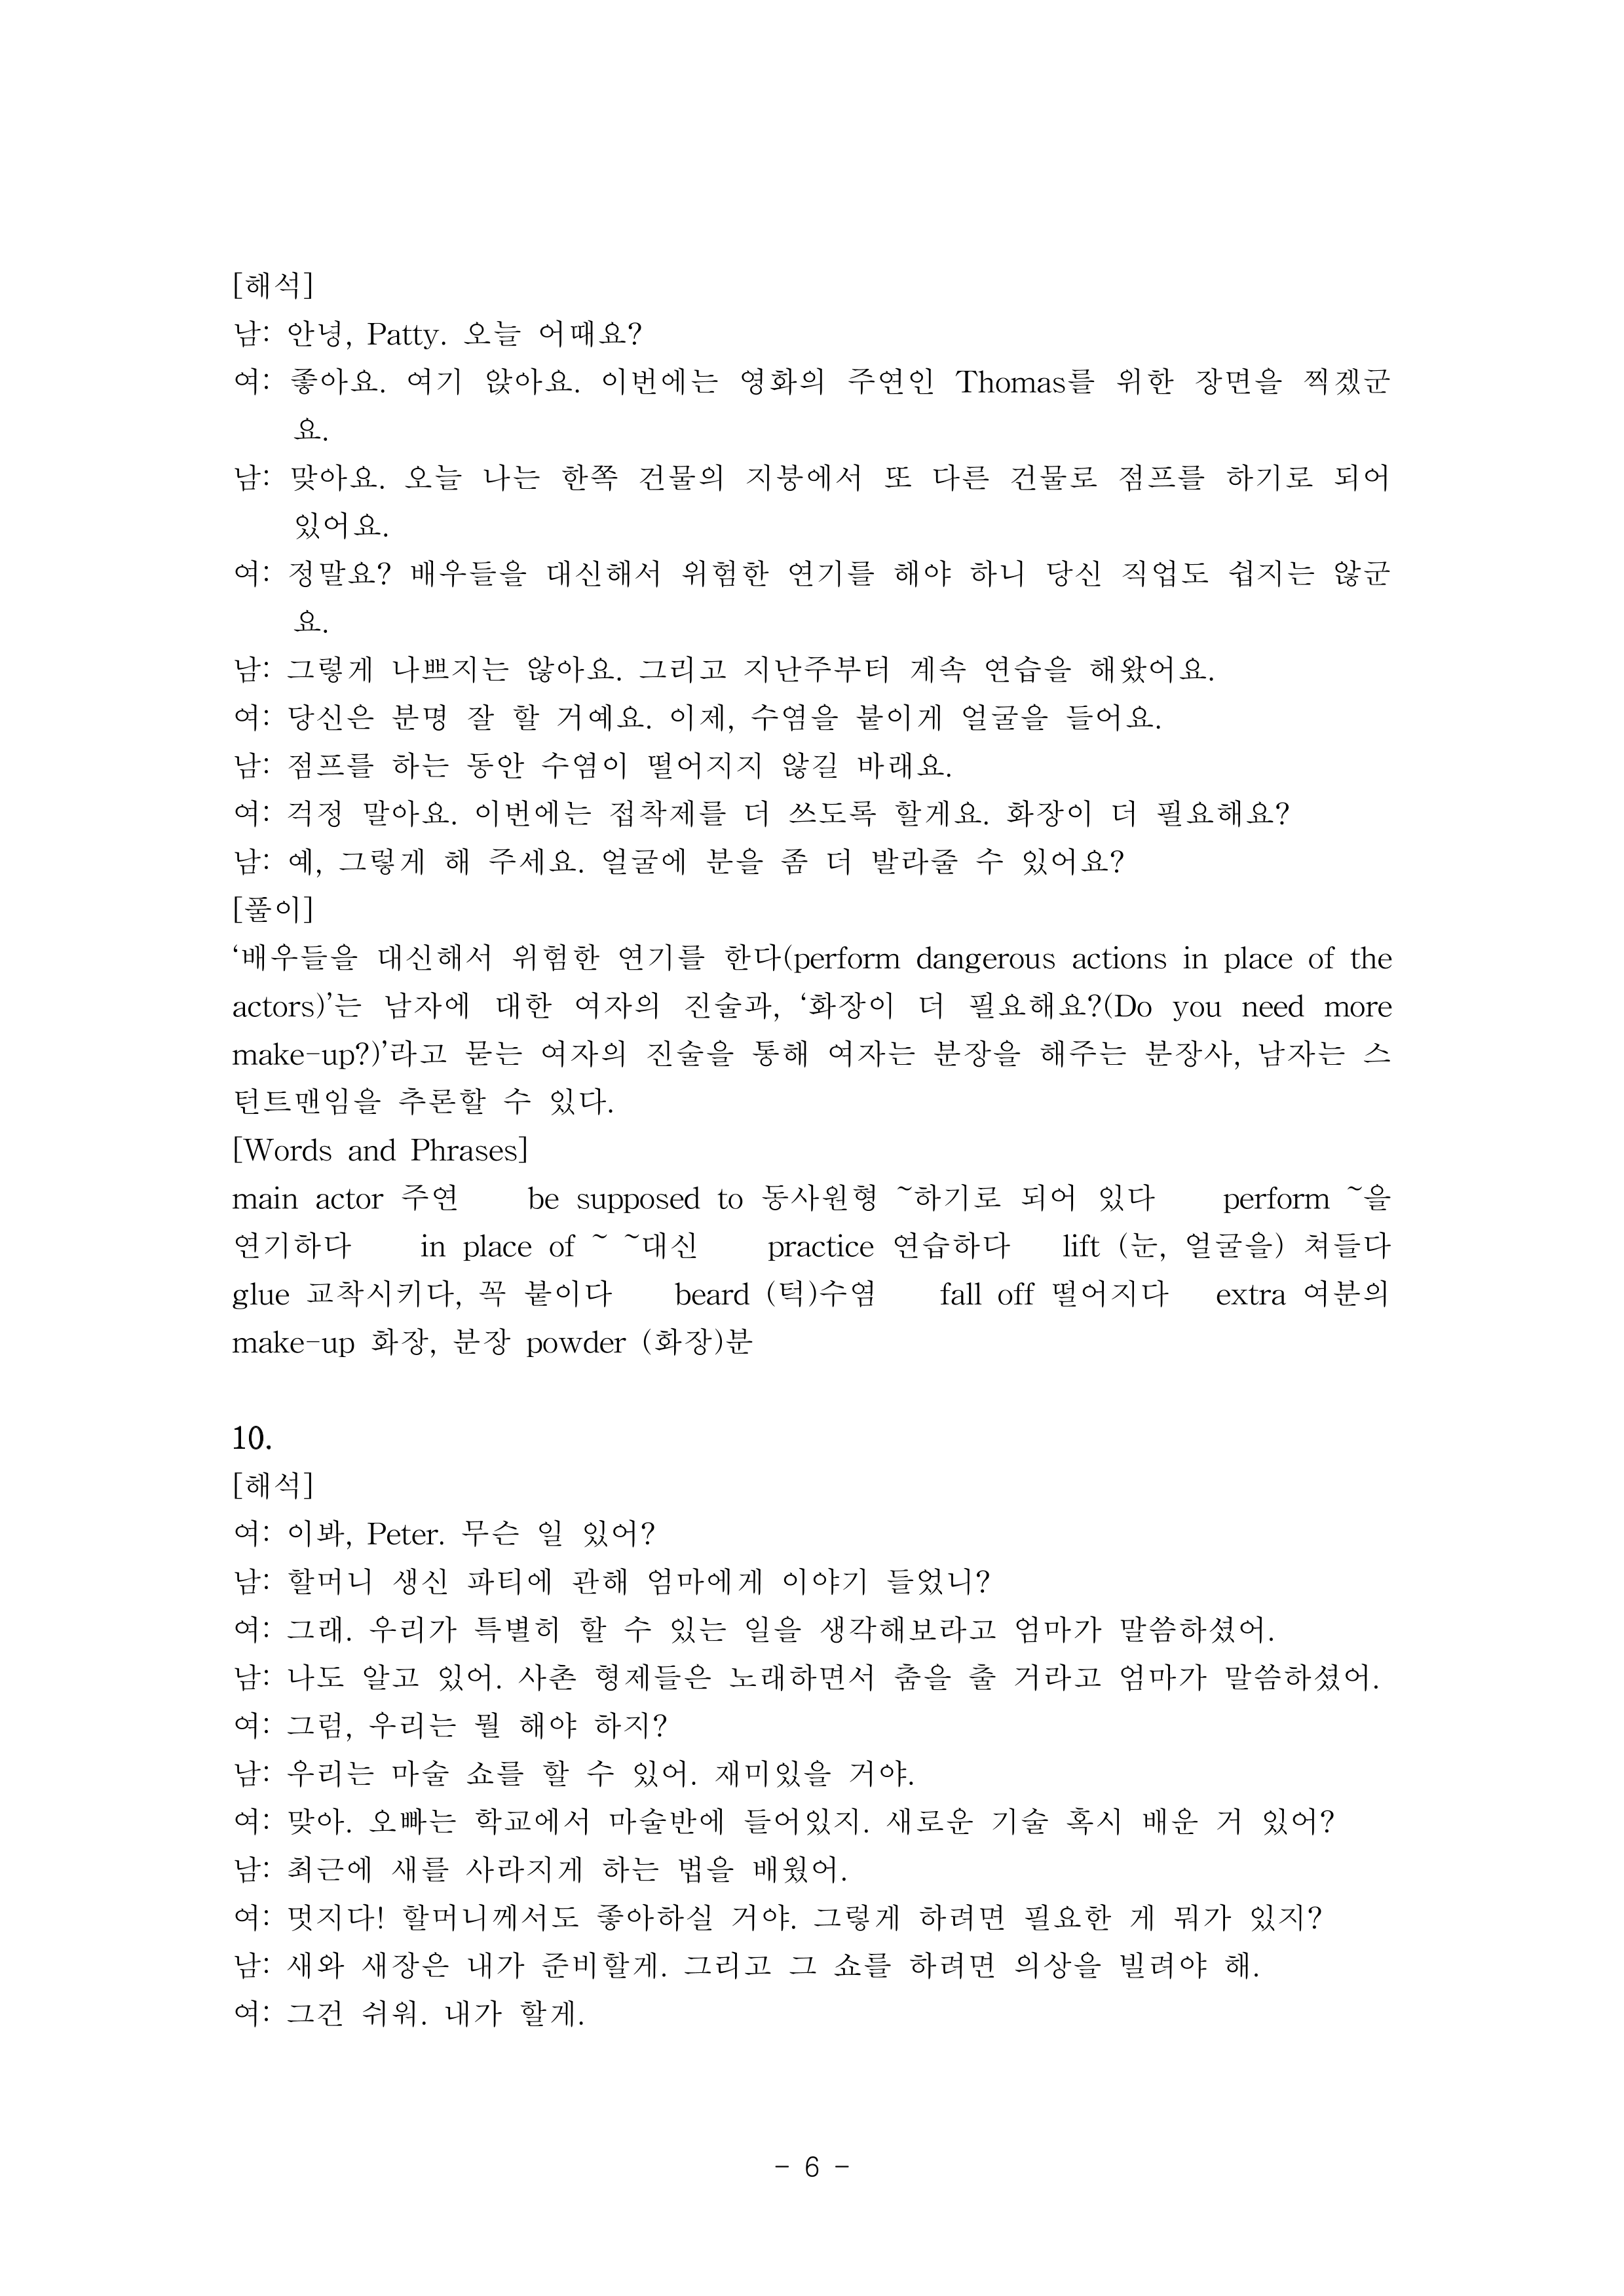 [해석]
남: 안녕, Patty. 오늘 어때요?
여: 좋아요. 여기 앉아요. 이번에는 영화의 주연인 Thomas를 위한 장면을 찍겠군
요.
남: 맞아요. 오늘 나는 한쪽 건물의 지붕에서 또 다른 건물로 점프를 하기로 되어
있어요.
여: 정말요? 배우들을 대신해서 위험한 연기를 해야 하니 당신 직업도 쉽지는 않군
요.
남: 그렇게 나쁘지는 않아요. 그리고 지난주부터 계속 연습을 해왔어요.
여: 당신은 분명 잘 할 거예요. 이제, 수염을 붙이게 얼굴을 들어요.
남: 점프를 하는 동안 수염이 떨어지지 않길 바래요.
여: 걱정 말아요. 이번에는 접착제를 더 쓰도록 할게요. 화장이 더 필요해요?
남: 예, 그렇게 해 주세요. 얼굴에 분을 좀 더 발라줄 수 있어요?
[풀이]
‘배우들을 대신해서 위험한 연기를 한다(perform dangerous actions in place of the
actors)’는 남자에 대한 여자의 진술과, ‘화장이 더 필요해요?(Do you need more
make-up?)’라고 묻는 여자의 진술을 통해 여자는 분장을 해주는 분장사, 남자는 스
턴트맨임을 추론할 수 있다.
[Words and Phrases]
main actor 주연 be supposed to 동사원형 ~하기로 되어 있다 perform ~을
연기하다 in place of ~ ~대신 practice 연습하다 lift (눈, 얼굴을) 쳐들다
glue 교착시키다, 꼭 붙이다 beard (턱)수염 fall off 떨어지다 extra 여분의
make-up 화장, 분장 powder (화장)분
10.
[해석]
여: 이봐, Peter. 무슨 일 있어?
남: 할머니 생신 파티에 관해 엄마에게 이야기 들었니?
여: 그래. 우리가 특별히 할 수 있는 일을 생각해보라고 엄마가 말씀하셨어.
남: 나도 알고 있어. 사촌 형제들은 노래하면서 춤을 출 거라고 엄마가 말씀하셨어.
여: 그럼, 우리는 뭘 해야 하지?
남: 우리는 마술 쇼를 할 수 있어. 재미있을 거야.
여: 맞아. 오빠는 학교에서 마술반에 들어있지. 새로운 기술 혹시 배운 거 있어?
남: 최근에 새를 사라지게 하는 법을 배웠어.
여: 멋지다! 할머니께서도 좋아하실 거야. 그렇게 하려면 필요한 게 뭐가 있지?
남: 새와 새장은 내가 준비할게. 그리고 그 쇼를 하려면 의상을 빌려야 해.
여: 그건 쉬워. 내가 할게.
- 6 -